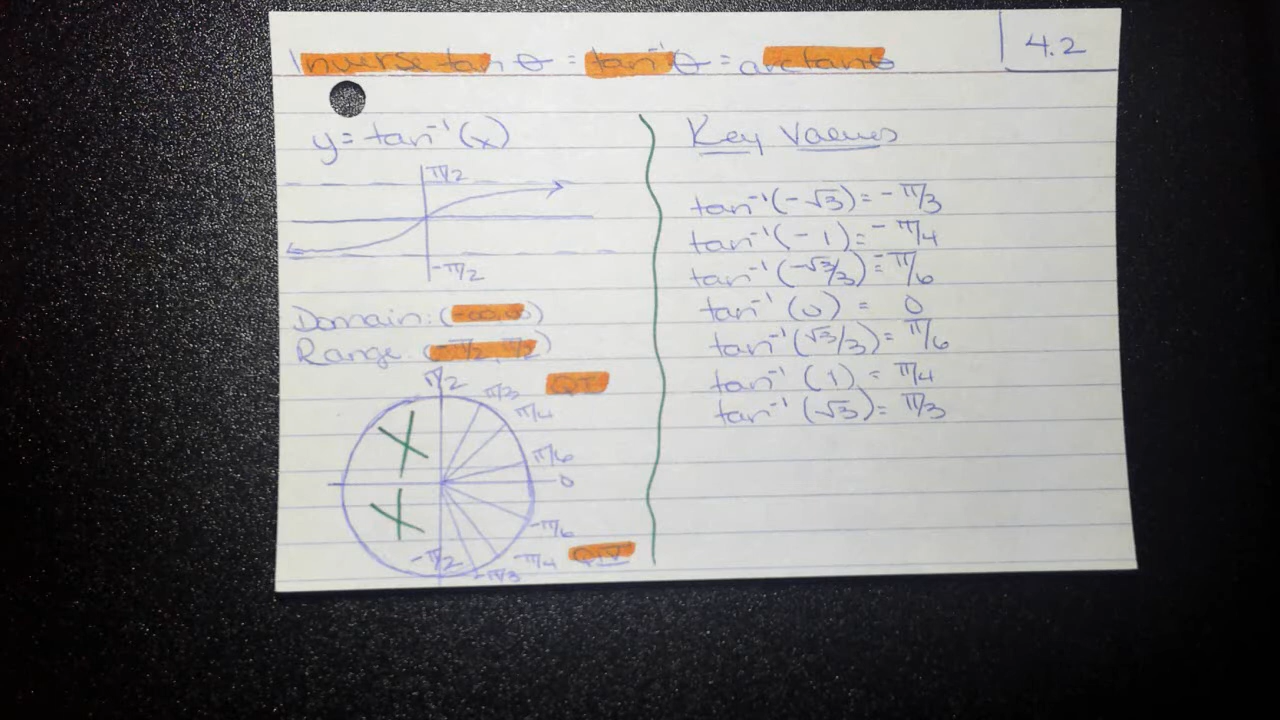 Inverse tan θ = tan⁻¹θ = arctanθ
4.2
y = tan⁻¹(x)
π/2
-π/2
Domain: (-∞,∞)
Range: (-π/2, π/2)
π/2
π/3
QI
π/4
π/6
0
-π/6
-π/4
QIV
-π/3
-π/2
Key Values
tan⁻¹(-√3) = -π/3
tan⁻¹(-1) = -π/4
tan⁻¹(-√3/3) = -π/6
tan⁻¹(0) = 0
tan⁻¹(√3/3) = π/6
tan⁻¹(1) = π/4
tan⁻¹(√3) = π/3